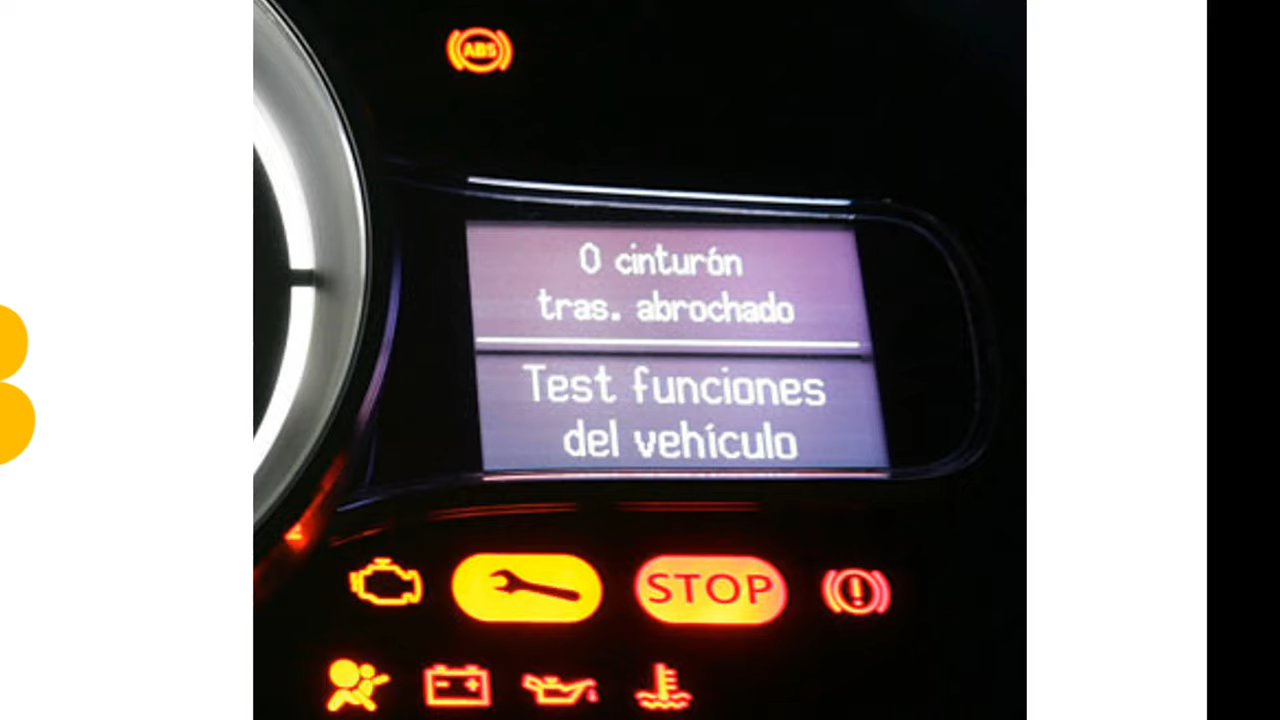 ABS
0 cinturón
tras. abrochado
Test funciones
del vehículo
STOP